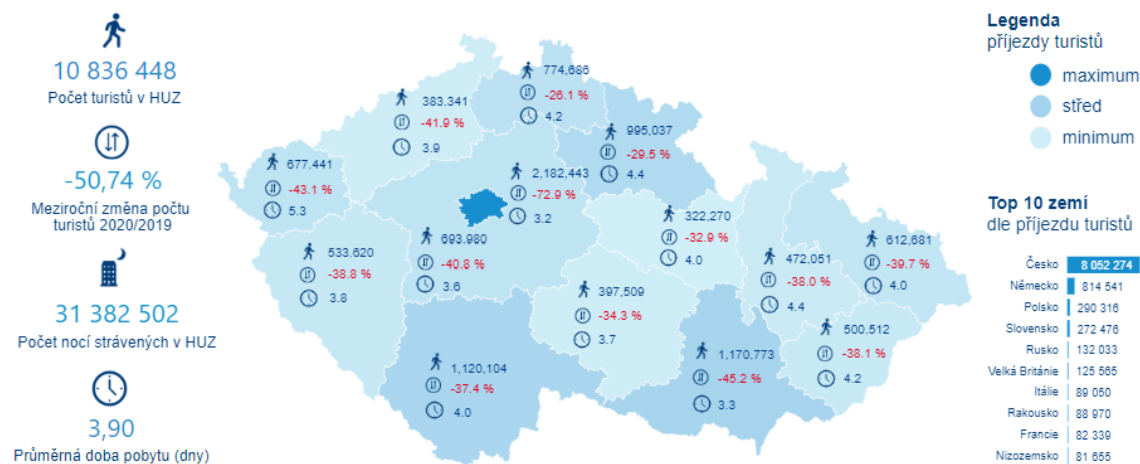 10 836 448
Počet turistů v HUZ
-50,74 %
Meziroční změna počtu
turistů 2020/2019
31 382 502
Počet nocí strávených v HUZ
3,90
Průměrná doba pobytu (dny)
774,686
-26.1 %
4.2
383,341
-41.9 %
3.9
995,037
-29.5 %
4.4
677,441
-43.1 %
5.3
2,182,443
-72.9 %
3.2
693,980
-40.8 %
3.6
533,620
-38.8 %
3.8
322,270
-32.9 %
4.0
612,681
-39.7 %
4.0
472,051
-38.0 %
4.4
397,509
-34.3 %
3.7
500,512
-38.1 %
4.2
1,120,104
-37.4 %
4.0
1,170,773
-45.2 %
3.3
Legenda
příjezdy turistů
maximum
střed
minimum
Top 10 zemí
dle příjezdu turistů
Česko 8 052 274
Německo 814 541
Polsko 290 316
Slovensko 272 476
Rusko 132 033
Velká Británie 125 565
Itálie 89 050
Rakousko 88 970
Francie 82 339
Nizozemsko 81 655